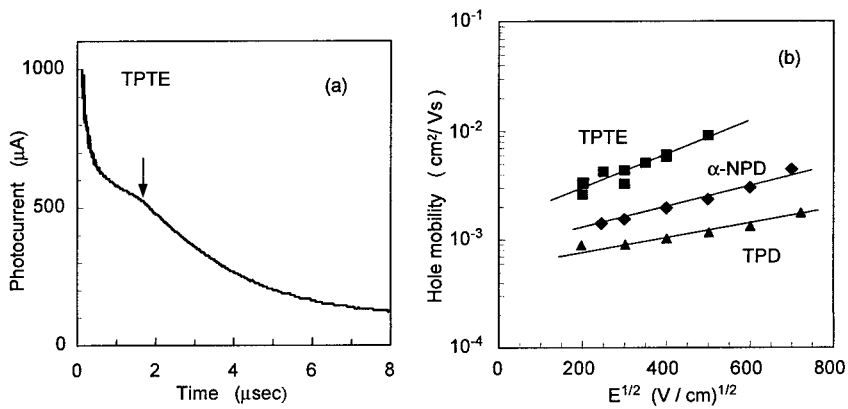 TPTE
(a)
1000
500
0
Photocurrent (μA)
0 2 4 6 8
Time (μsec)
(b)
10⁻¹
10⁻²
10⁻³
10⁻⁴
Hole mobility ( cm²/ Vs)
TPTE
α-NPD
TPD
0 200 400 600 800
E¹/² (V / cm)¹/²